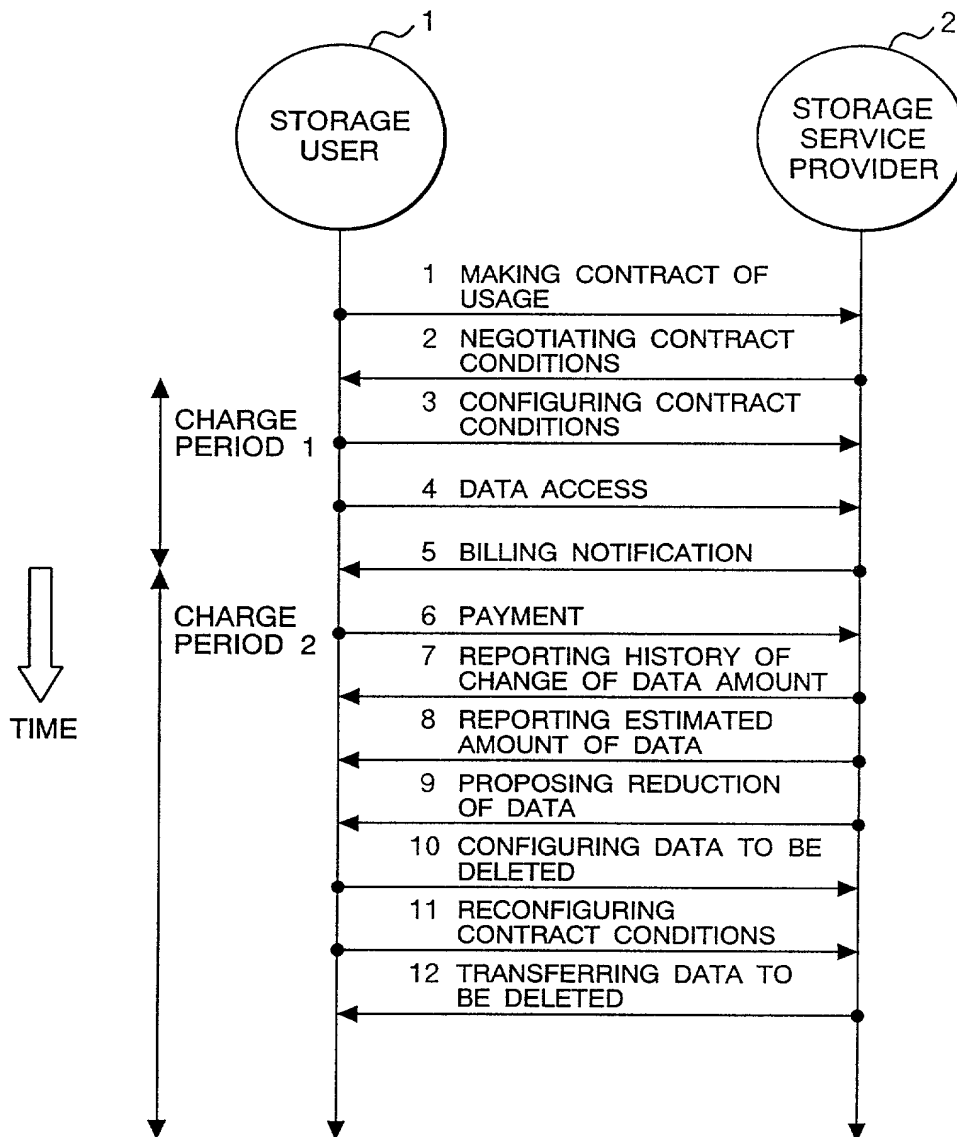 1
2
STORAGE
USER
STORAGE
SERVICE
PROVIDER
1 MAKING CONTRACT OF
USAGE
2 NEGOTIATING CONTRACT
CONDITIONS
3 CONFIGURING CONTRACT
CONDITIONS
CHARGE
PERIOD 1
4 DATA ACCESS
5 BILLING NOTIFICATION
CHARGE
PERIOD 2
6 PAYMENT
7 REPORTING HISTORY OF
CHANGE OF DATA AMOUNT
TIME
8 REPORTING ESTIMATED
AMOUNT OF DATA
9 PROPOSING REDUCTION
OF DATA
10 CONFIGURING DATA TO BE
DELETED
11 RECONFIGURING
CONTRACT CONDITIONS
12 TRANSFERRING DATA TO
BE DELETED